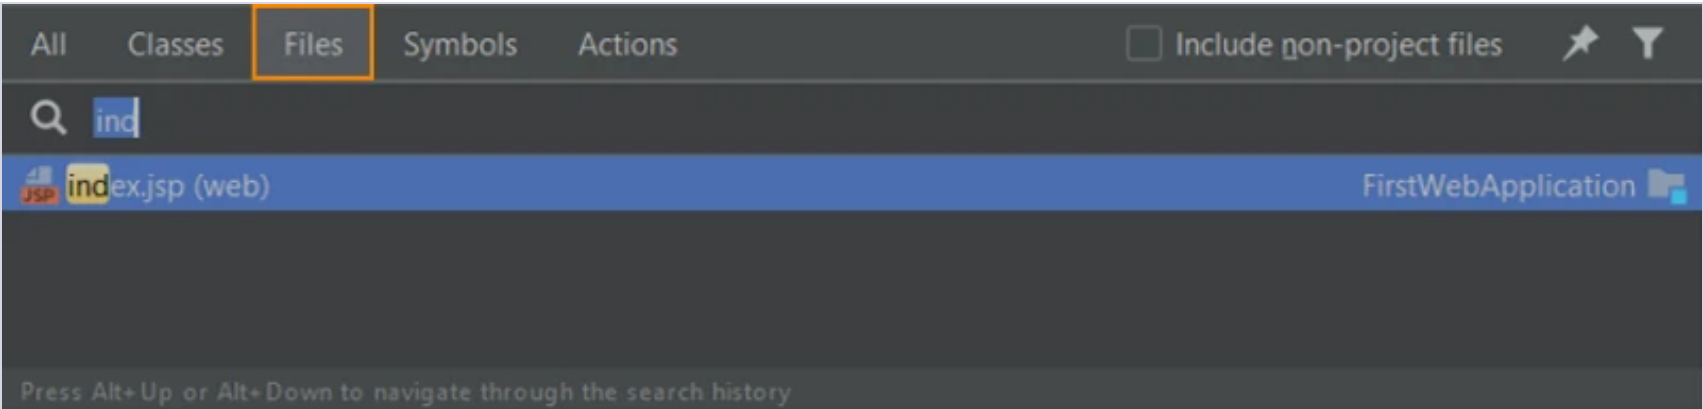 All Classes Files Symbols Actions Include non-project files
ind
JSP index.jsp (web) FirstWebApplication
Press Alt+Up or Alt+Down to navigate through the search history